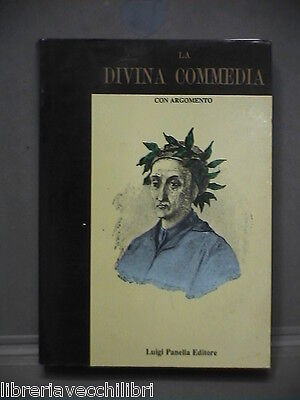 LA
DIVINA COMMEDIA
CON ARGOMENTO
Luigi Panella Editore
libreriavecchilibri